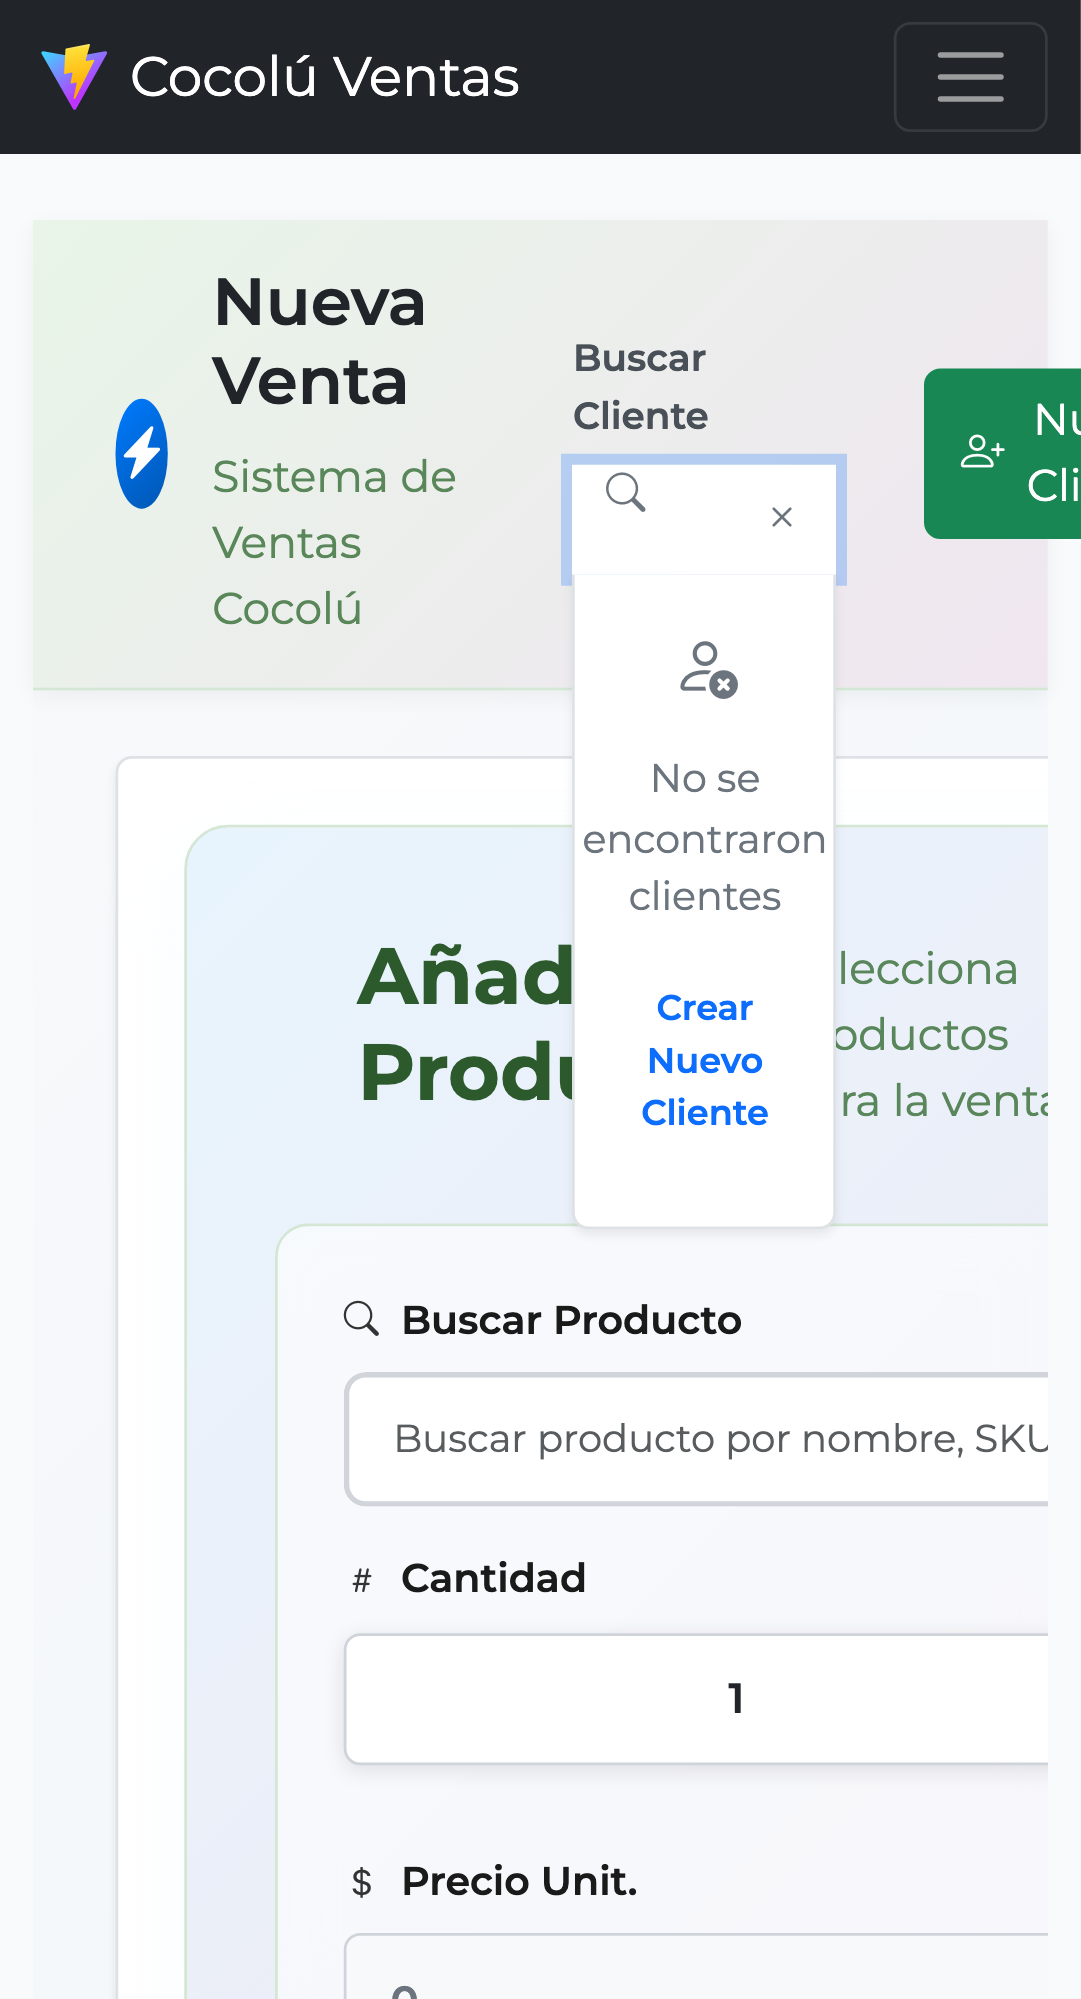 Cocolú Ventas
Nueva
Venta
Sistema de
Ventas
Cocolú
Buscar
Cliente
Nu
Cli
No se
encontraron
clientes
Crear
Nuevo
Cliente
Añad
Produ
lecciona
oductos
ra la venta
Buscar Producto
Buscar producto por nombre, SKU
# Cantidad
1
$ Precio Unit.
0